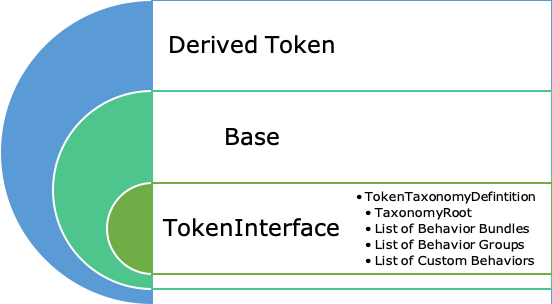 Derived Token
Base
TokenInterface
• TokenTaxonomyDefintition
• TaxonomyRoot
• List of Behavior Bundles
• List of Behavior Groups
• List of Custom Behaviors